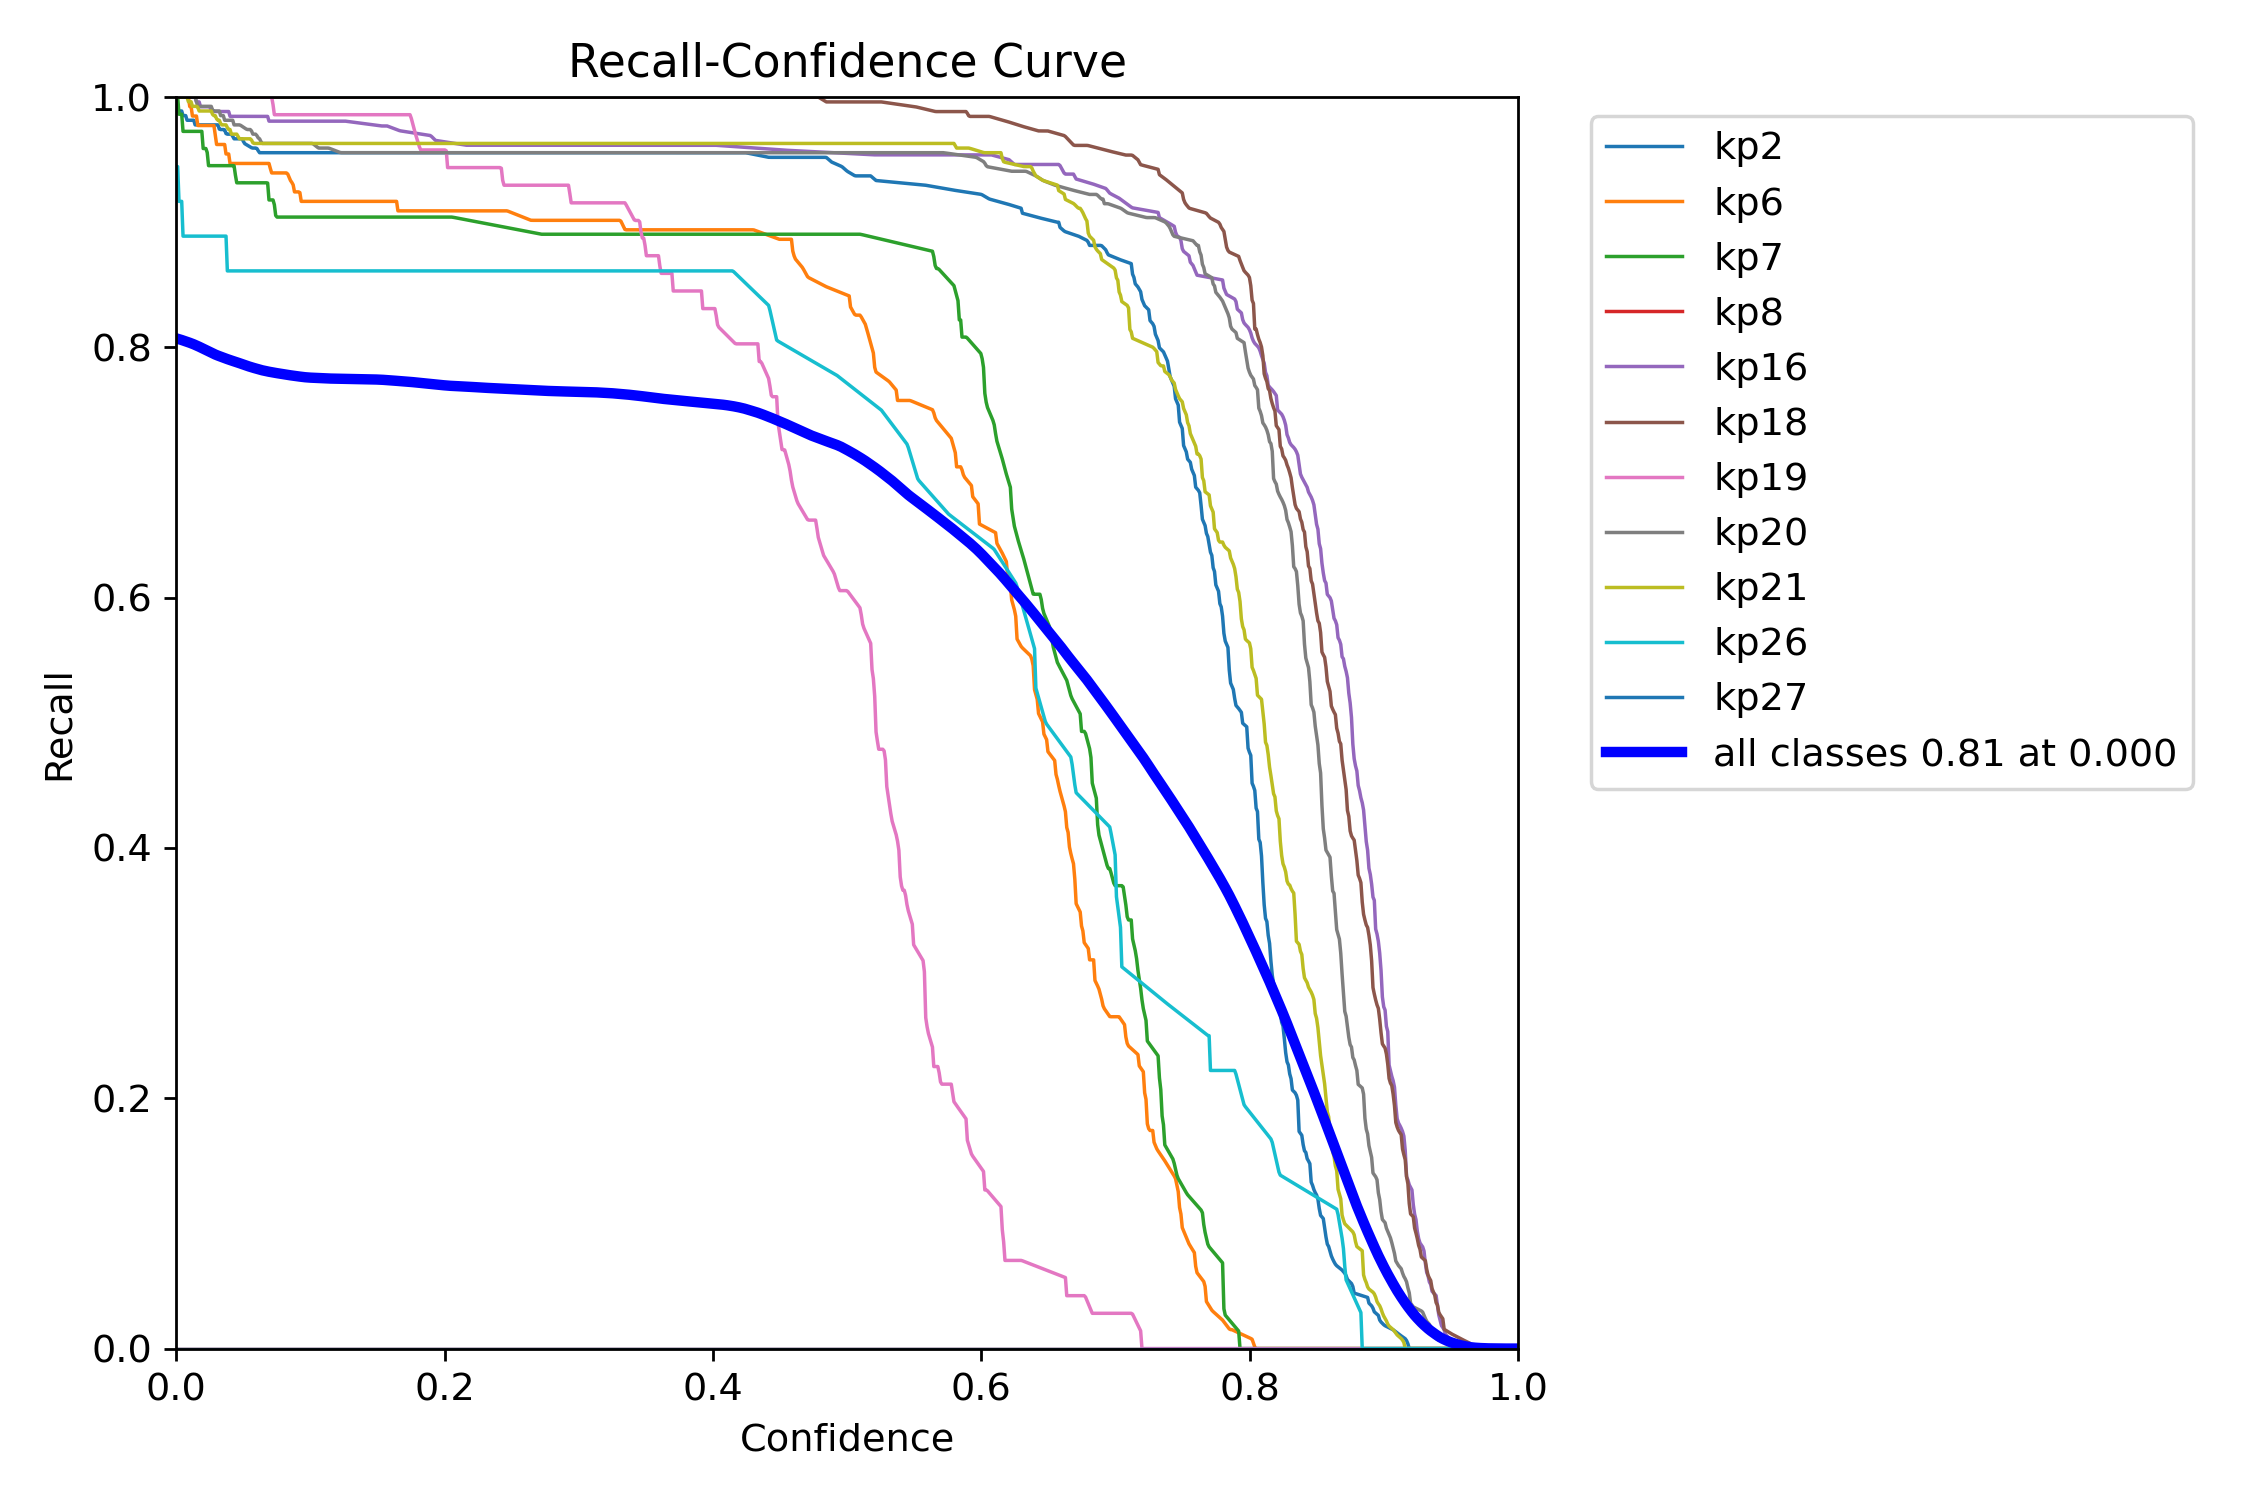 Recall-Confidence Curve
1.0
0.8
0.6
0.4
0.2
0.0
Recall
0.0 0.2 0.4 0.6 0.8 1.0
Confidence
kp2
kp6
kp7
kp8
kp16
kp18
kp19
kp20
kp21
kp26
kp27
all classes 0.81 at 0.000